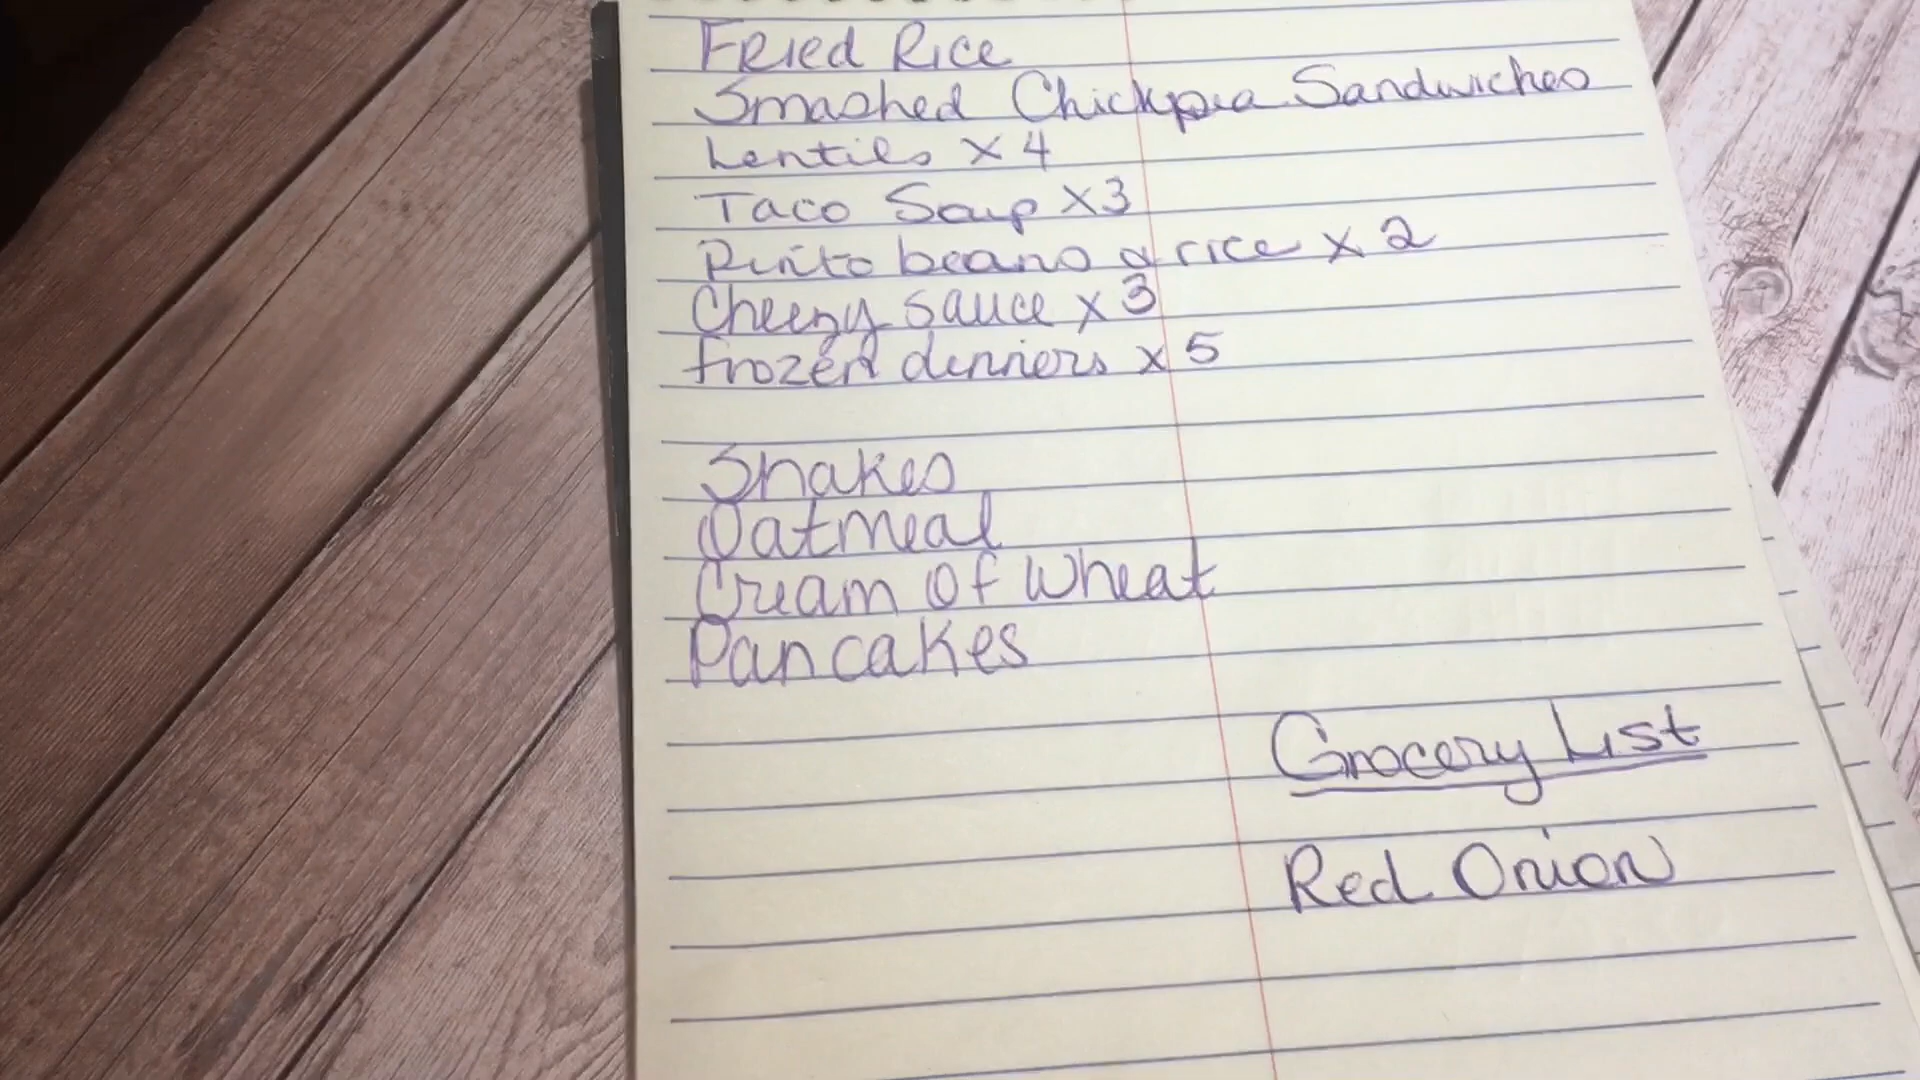 Fried Rice
Smashed Chickpea Sandwiches
Lentils x 4
Taco Soup x3
Pinto beans & rice x 2
Cheezy sauce x 3
frozen dinners x 5
Shakes
Oatmeal
Cream Of Wheat
Pancakes
Grocery List
Red Onion